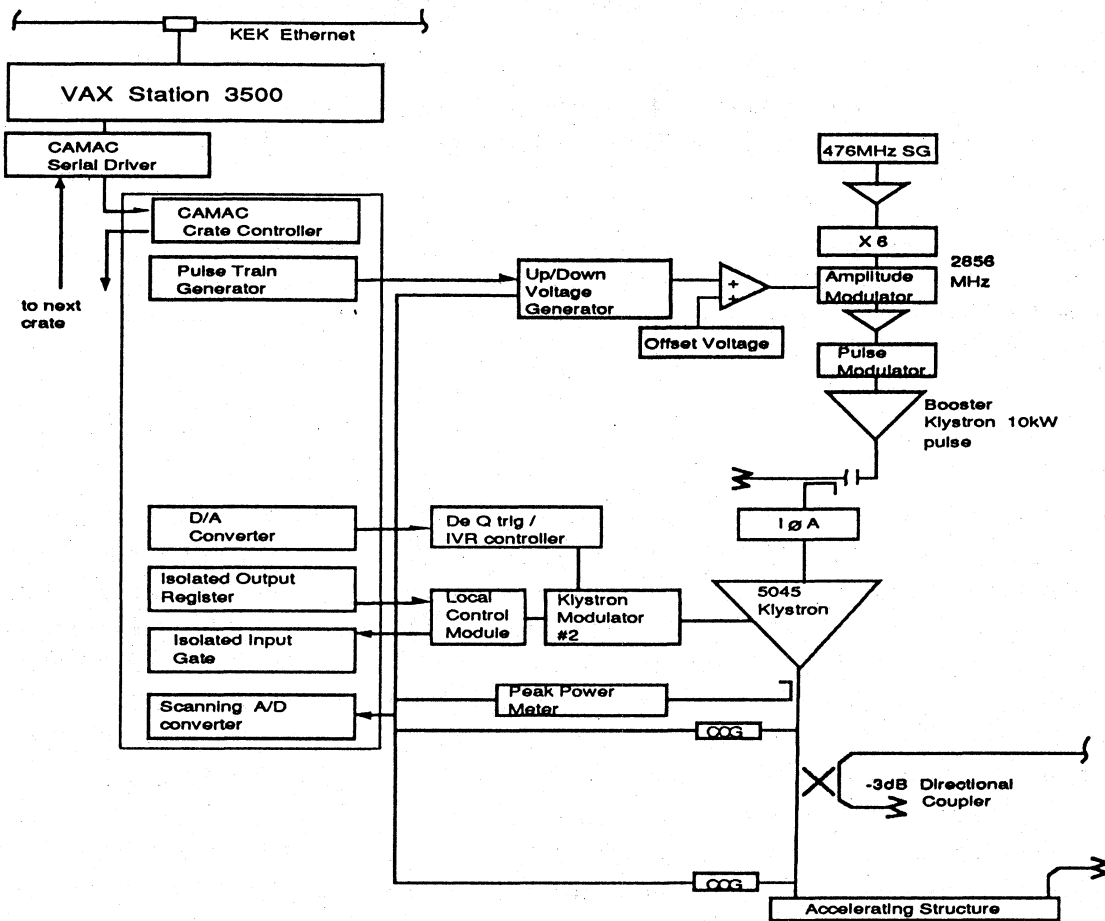 KEK Ethernet
VAX Station 3500
CAMAC
Serial Driver
476MHz SG
CAMAC
Crate Controller
X 6
2856
MHz
Pulse Train
Generator
Up/Down
Voltage
Generator
+
+
Amplitude
Modulator
to next
crate
Offset Voltage
Pulse
Modulator
Booster
Klystron 10kW
pulse
D/A
Converter
De Q trig /
IVR controller
I Ø A
Isolated Output
Register
Local
Control
Module
Klystron
Modulator
#2
5045
Klystron
Isolated Input
Gate
Scanning A/D
converter
Peak Power
Meter
CCG
-3dB Directional
Coupler
CCG
Accelerating Structure